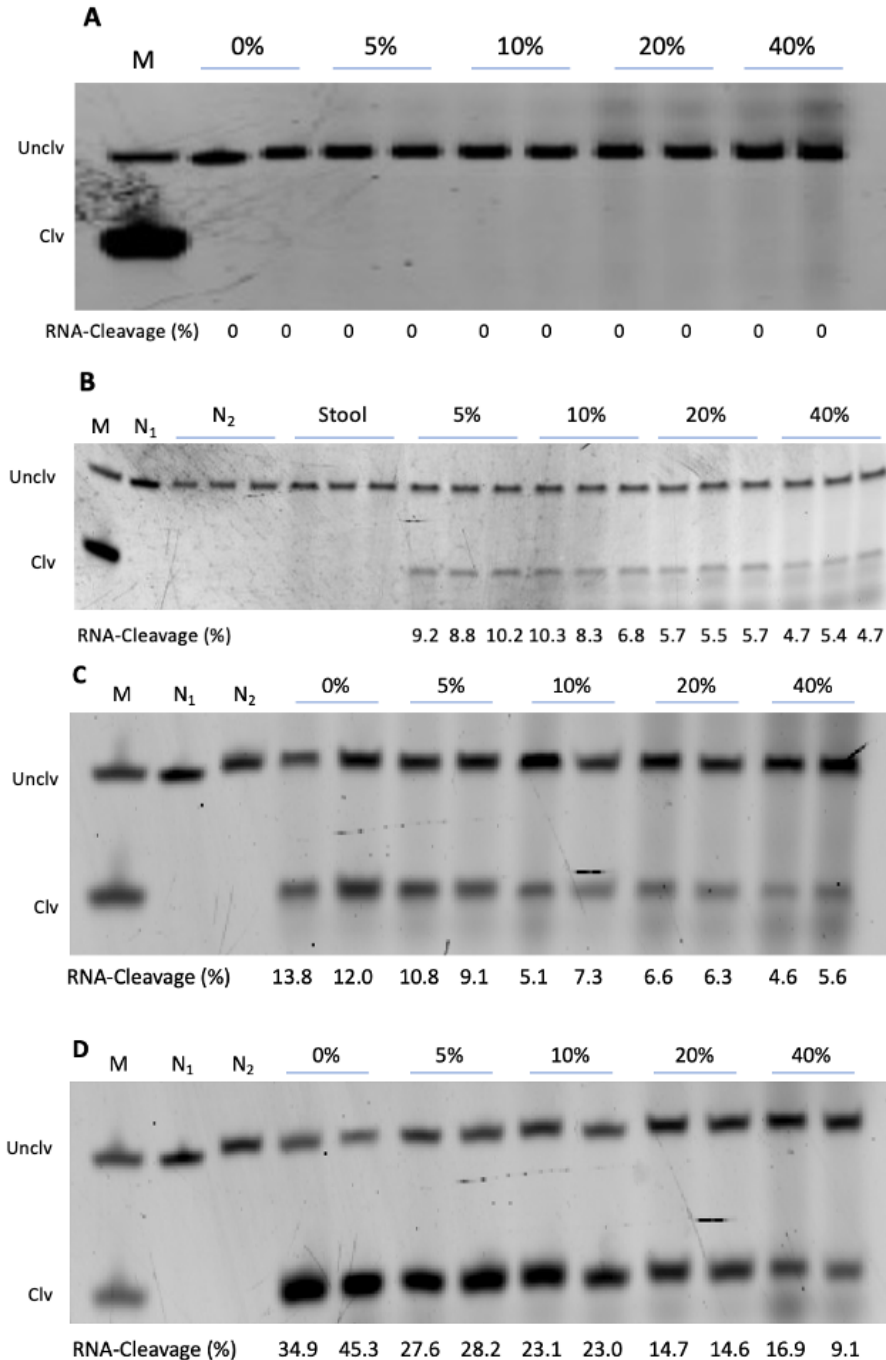 A
M 0% 5% 10% 20% 40%
Unclv
Clv
RNA-Cleavage (%) 0 0 0 0 0 0 0 0 0 0
B
M N₁ N₂ Stool 5% 10% 20% 40%
Unclv
Clv
RNA-Cleavage (%) 9.2 8.8 10.2 10.3 8.3 6.8 5.7 5.5 5.7 4.7 5.4 4.7
C
M N₁ N₂ 0% 5% 10% 20% 40%
Unclv
Clv
RNA-Cleavage (%) 13.8 12.0 10.8 9.1 5.1 7.3 6.6 6.3 4.6 5.6
D
M N₁ N₂ 0% 5% 10% 20% 40%
Unclv
Clv
RNA-Cleavage (%) 34.9 45.3 27.6 28.2 23.1 23.0 14.7 14.6 16.9 9.1